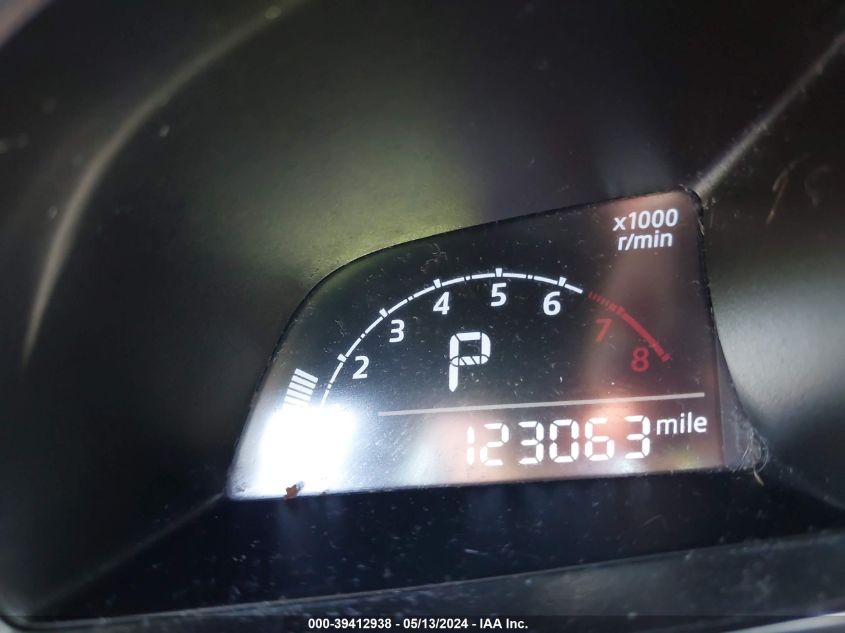 x1000
r/min
2 3 4 5 6 7 8
P
123063 mile
000-39412938 / 05/13/2024 - IAA Inc.